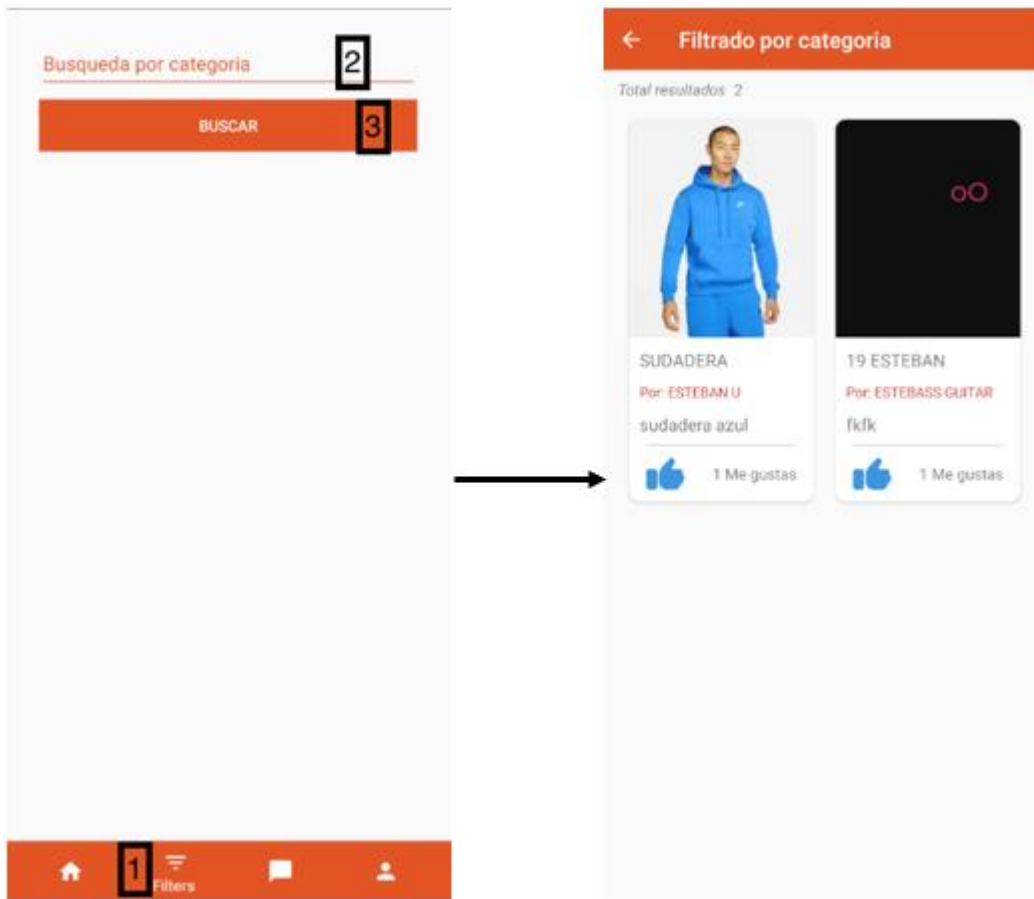 Busqueda por categoria
2
BUSCAR
3
1
Filters
Filtrado por categoria
Total resultados 2
SUDADERA
Por: ESTEBAN U
sudadera azul
1 Me gustas
19 ESTEBAN
Por: ESTEBASS GUITAR
fkfk
1 Me gustas